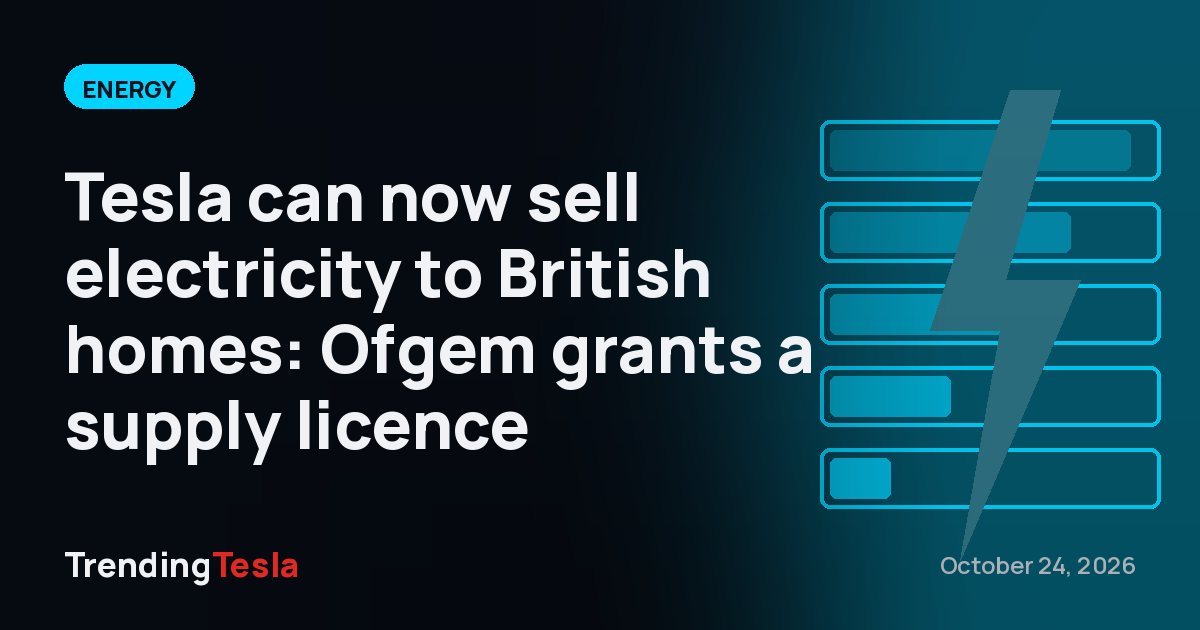 ENERGY
Tesla can now sell
electricity to British
homes: Ofgem grants a
supply licence
TrendingTesla
October 24, 2026